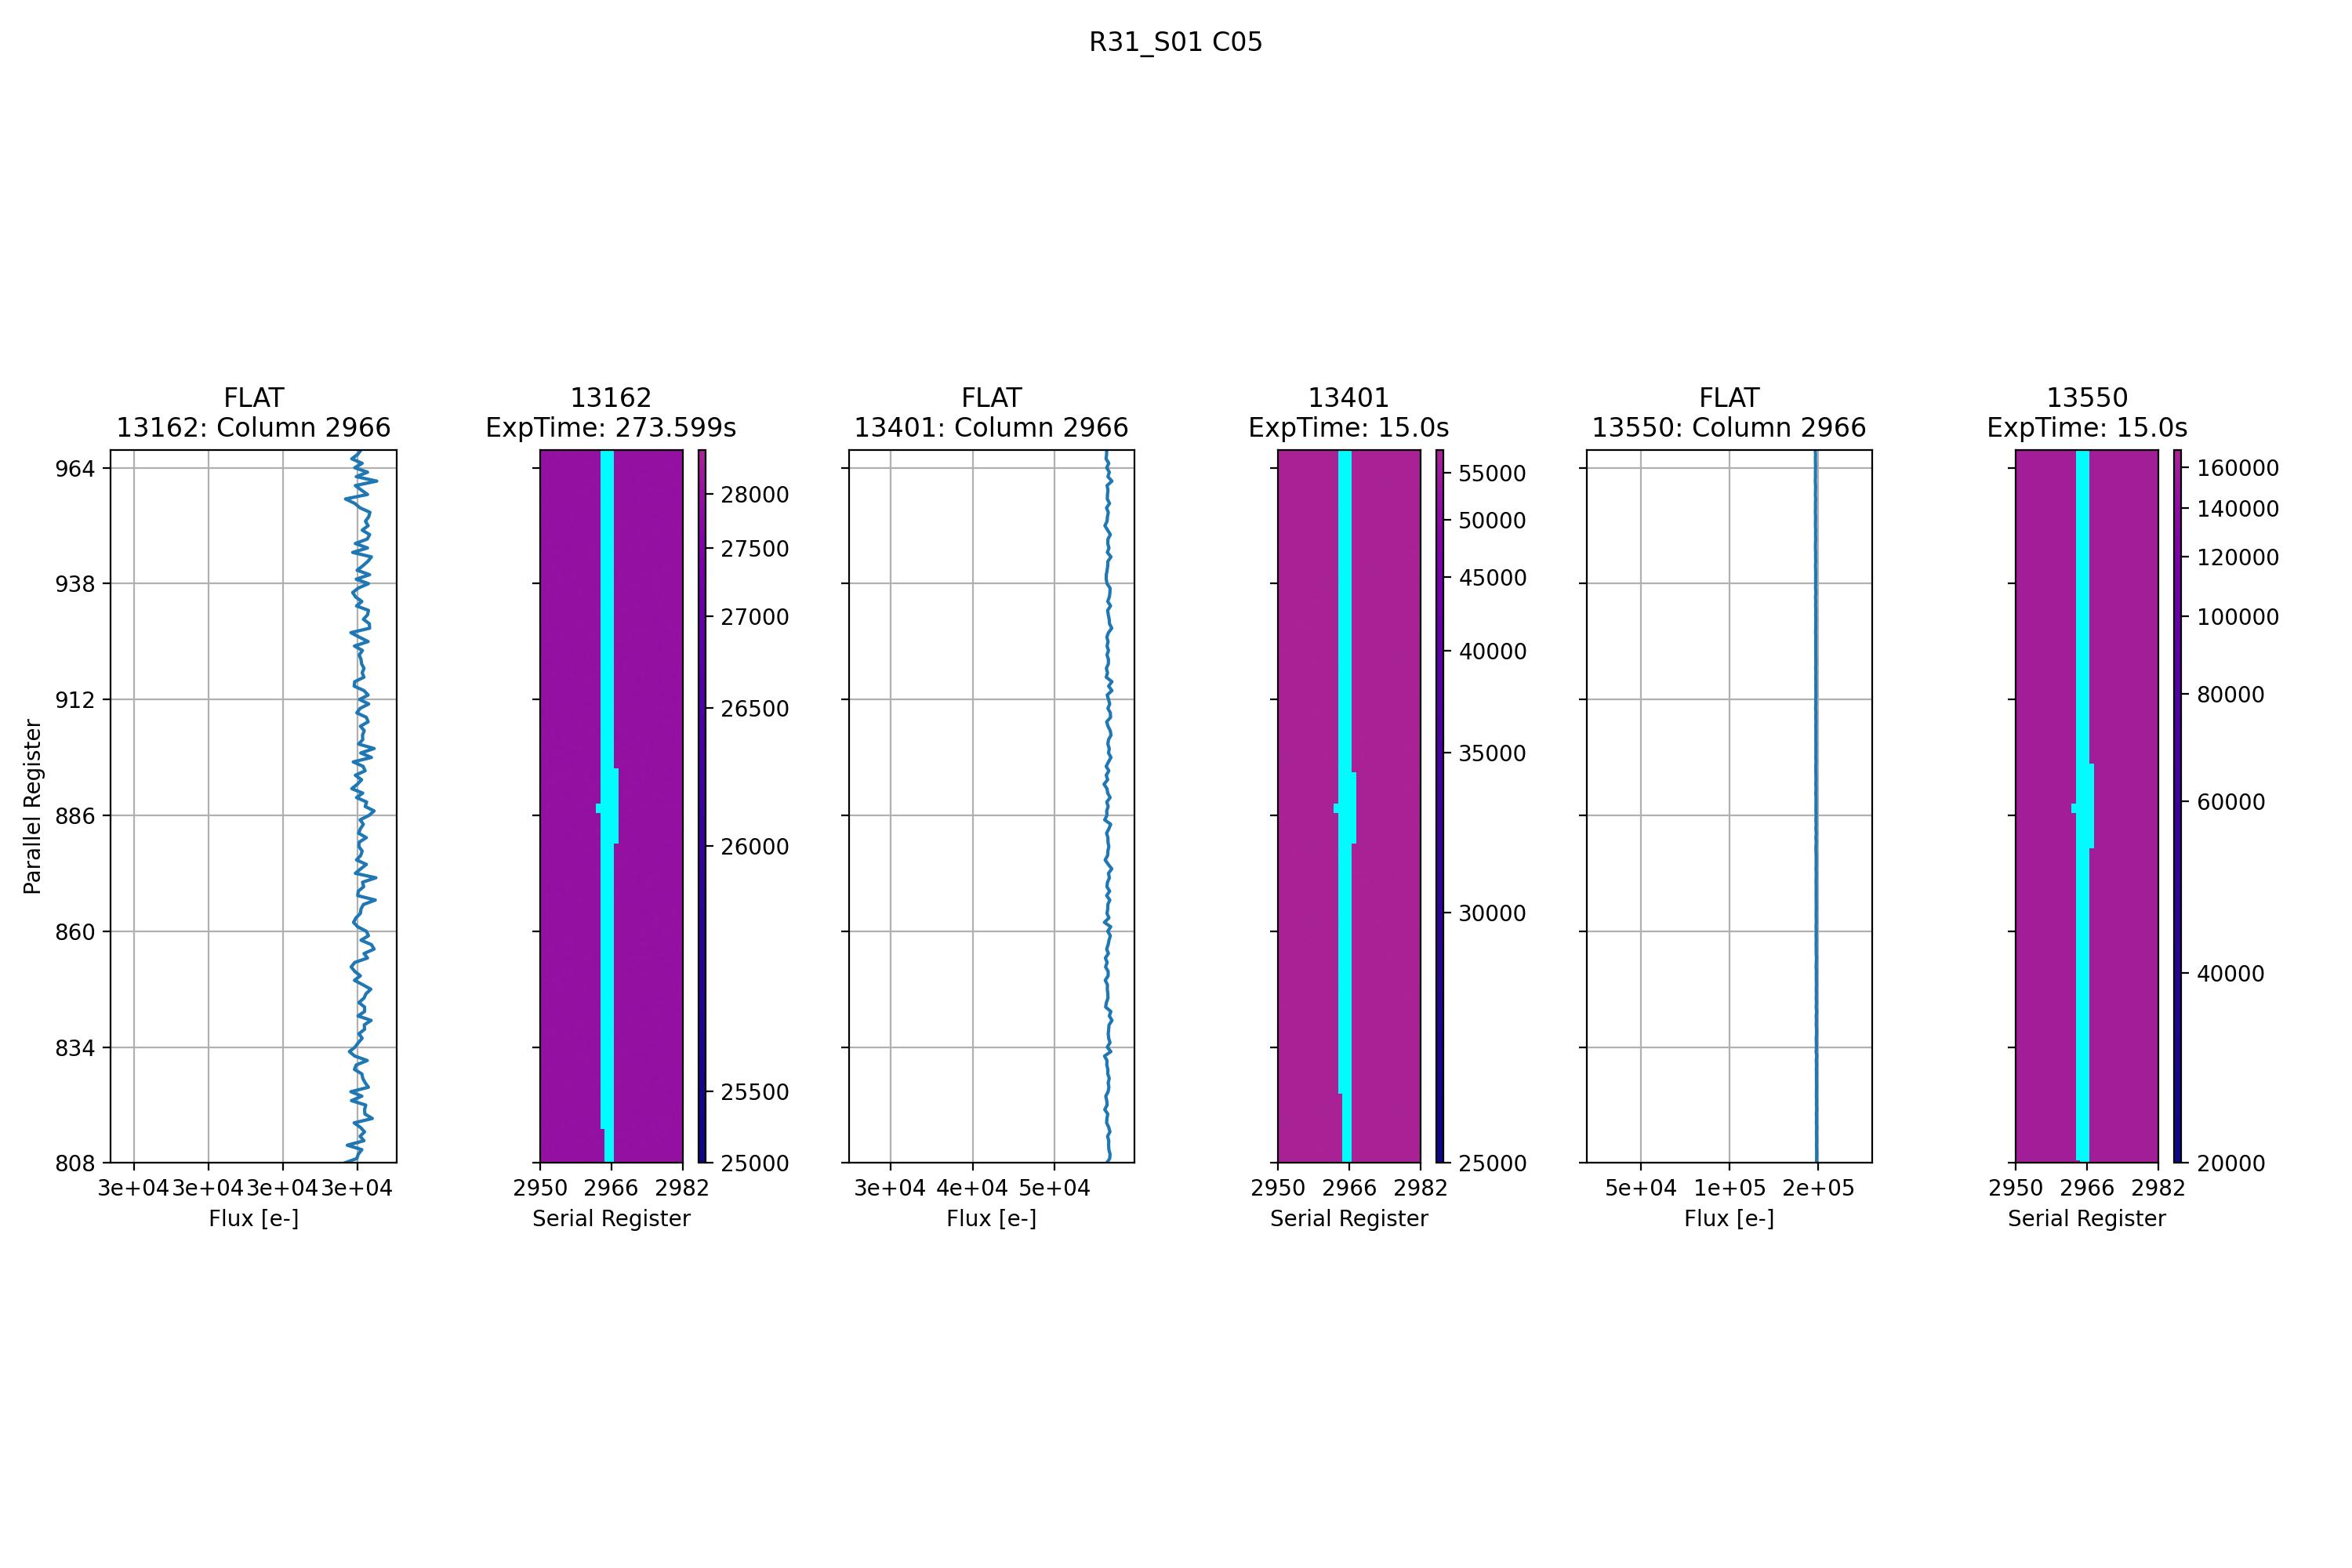 R31_S01 C05
FLAT
13162: Column 2966
964
938
912
886
860
834
808
Parallel Register
3e+04 3e+04 3e+04 3e+04
Flux [e-]
13162
ExpTime: 273.599s
2950 2966 2982
Serial Register
28000
27500
27000
26500
26000
25500
25000
FLAT
13401: Column 2966
3e+04 4e+04 5e+04
Flux [e-]
13401
ExpTime: 15.0s
2950 2966 2982
Serial Register
55000
50000
45000
40000
35000
30000
25000
FLAT
13550: Column 2966
5e+04 1e+05 2e+05
Flux [e-]
13550
ExpTime: 15.0s
2950 2966 2982
Serial Register
160000
140000
120000
100000
80000
60000
40000
20000